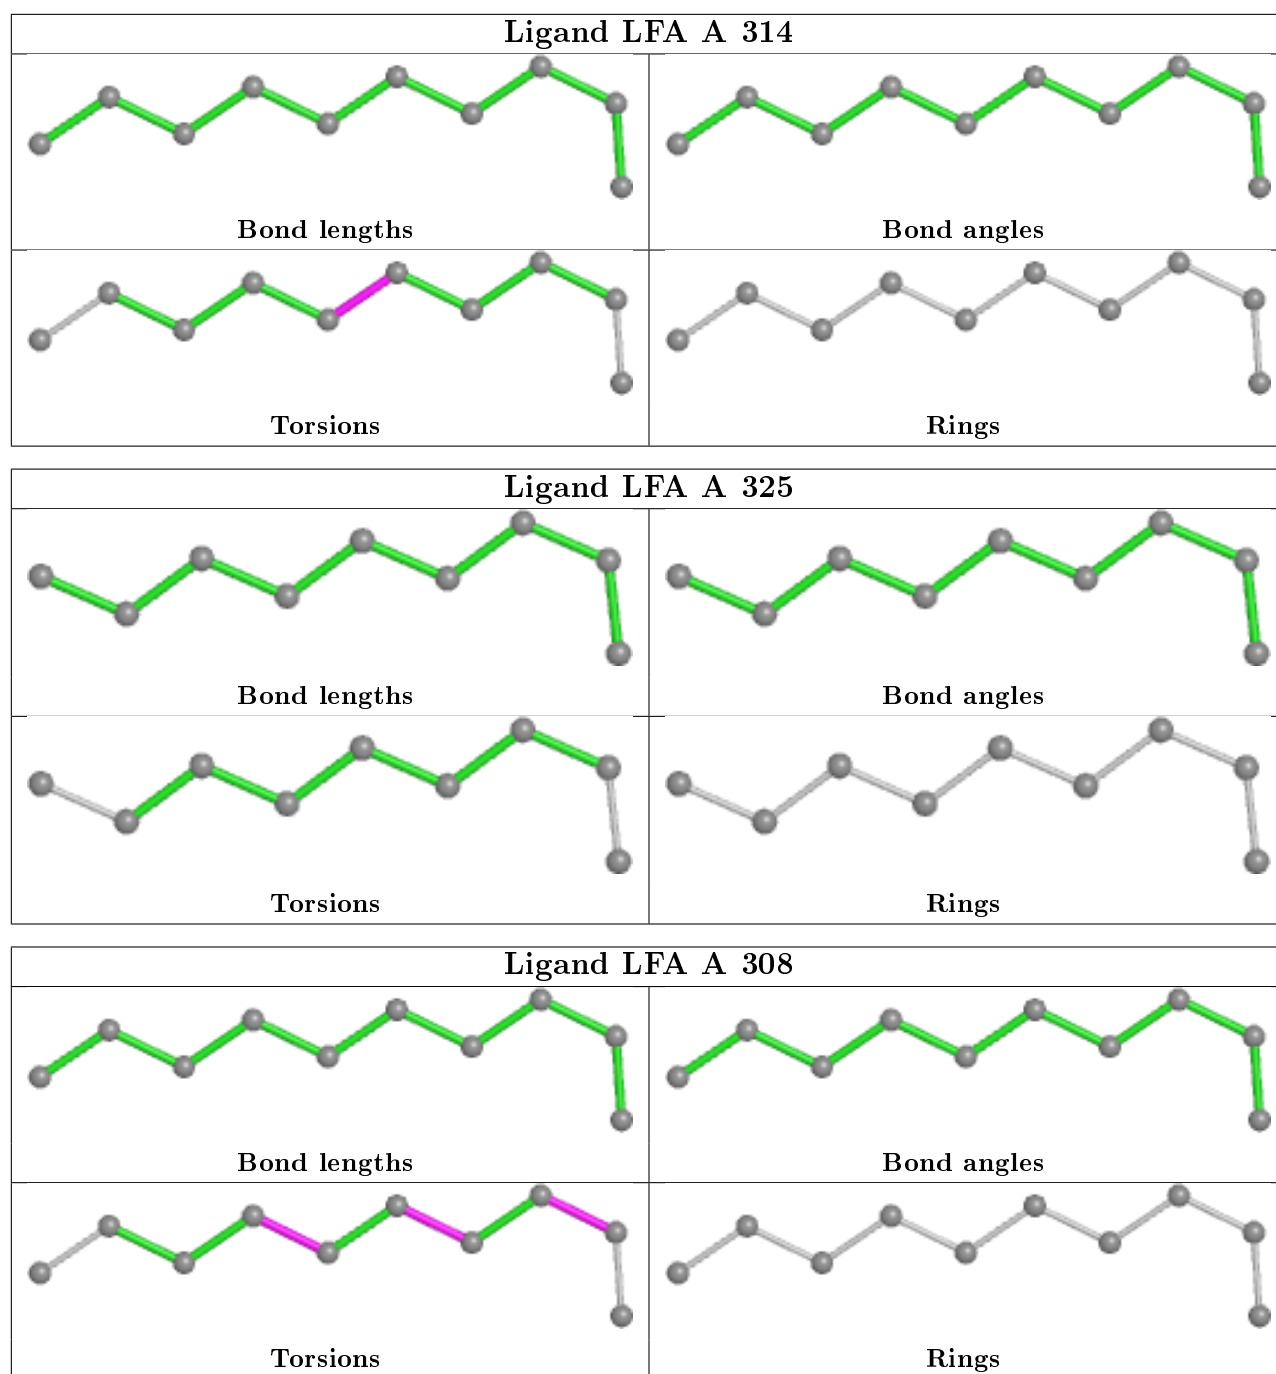 Ligand LFA A 314
Bond lengths
Bond angles
Torsions
Rings
Ligand LFA A 325
Bond lengths
Bond angles
Torsions
Rings
Ligand LFA A 308
Bond lengths
Bond angles
Torsions
Rings